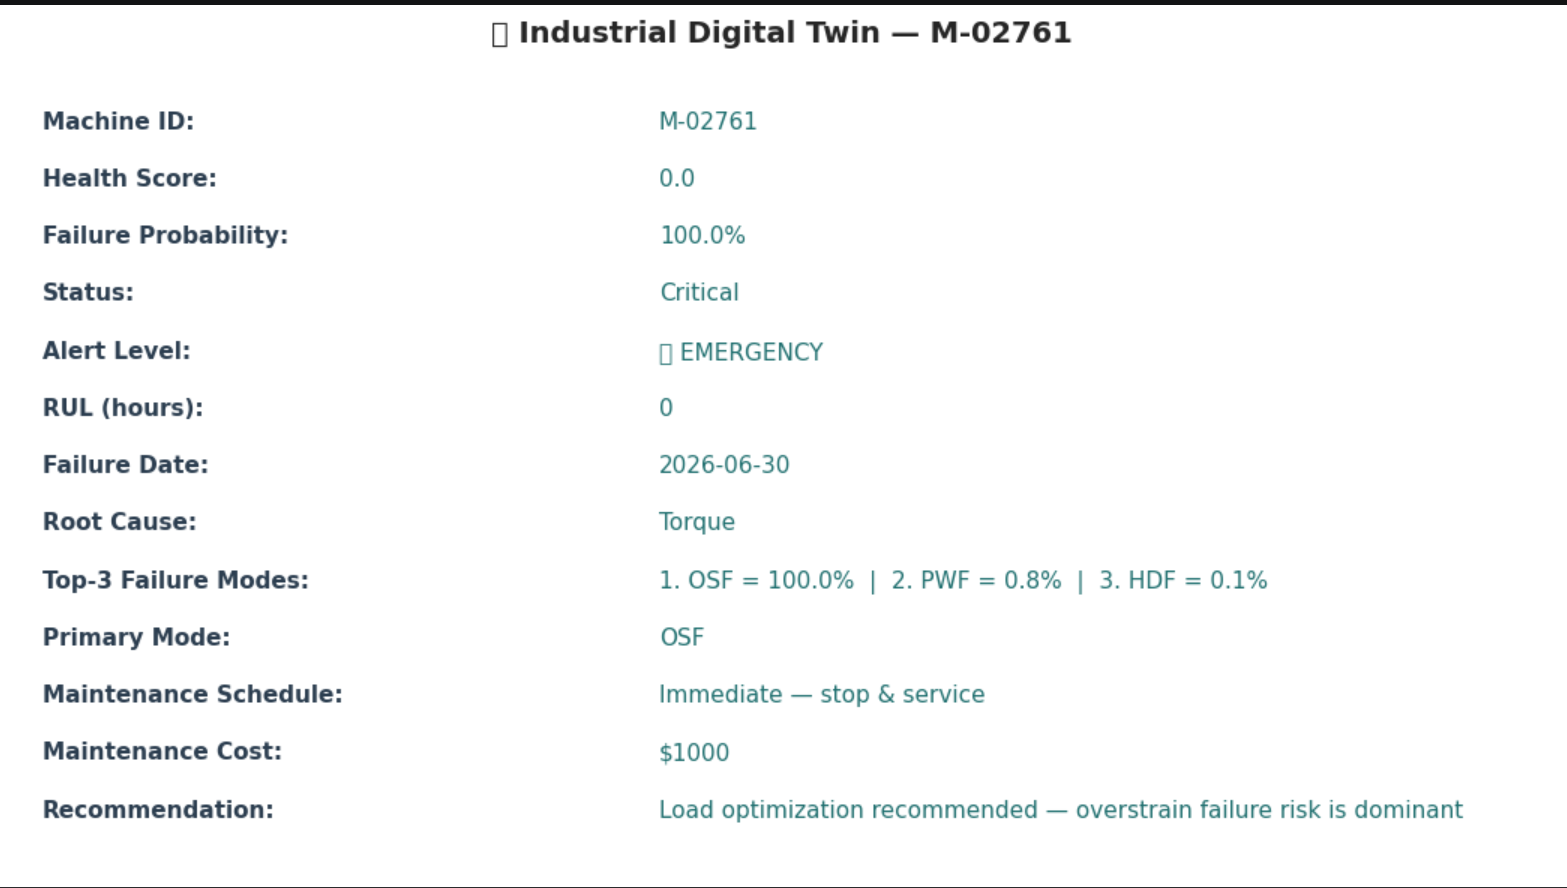 ▯ Industrial Digital Twin — M-02761
Machine ID: M-02761
Health Score: 0.0
Failure Probability: 100.0%
Status: Critical
Alert Level: ▯ EMERGENCY
RUL (hours): 0
Failure Date: 2026-06-30
Root Cause: Torque
Top-3 Failure Modes: 1. OSF = 100.0% | 2. PWF = 0.8% | 3. HDF = 0.1%
Primary Mode: OSF
Maintenance Schedule: Immediate — stop & service
Maintenance Cost: $1000
Recommendation: Load optimization recommended — overstrain failure risk is dominant